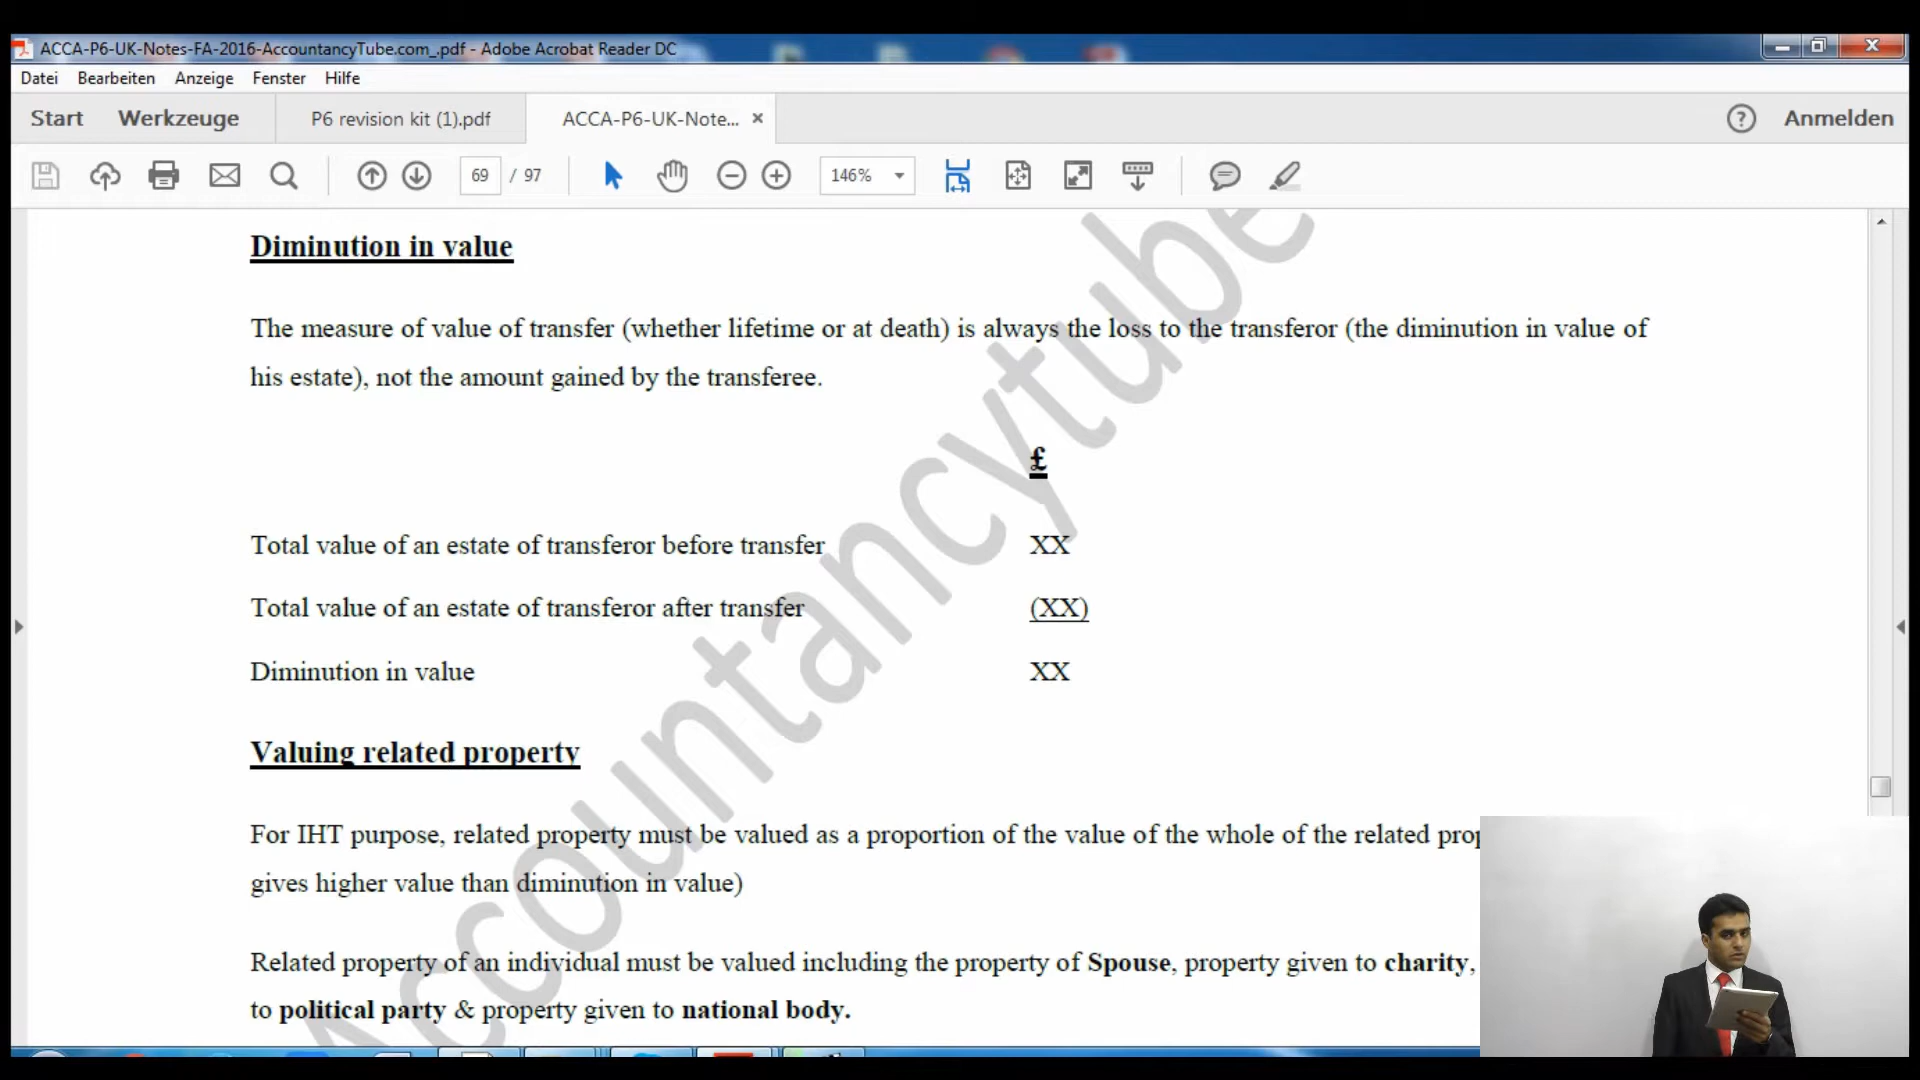 ACCA-P6-UK-Notes-FA-2016-AccountancyTube.com_.pdf - Adobe Acrobat Reader DC
Datei Bearbeiten Anzeige Fenster Hilfe
Start Werkzeuge P6 revision kit (1).pdf ACCA-P6-UK-Note... × ? Anmelden
69 / 97 146%
Diminution in value
The measure of value of transfer (whether lifetime or at death) is always the loss to the transferor (the diminution in value of
his estate), not the amount gained by the transferee.
£
Total value of an estate of transferor before transfer XX
Total value of an estate of transferor after transfer (XX)
Diminution in value XX
Valuing related property
For IHT purpose, related property must be valued as a proportion of the value of the whole of the related
gives higher value than diminution in value)
Related property of an individual must be valued including the property of Spouse, property given to charity,
to political party & property given to national body.
Accountancytube